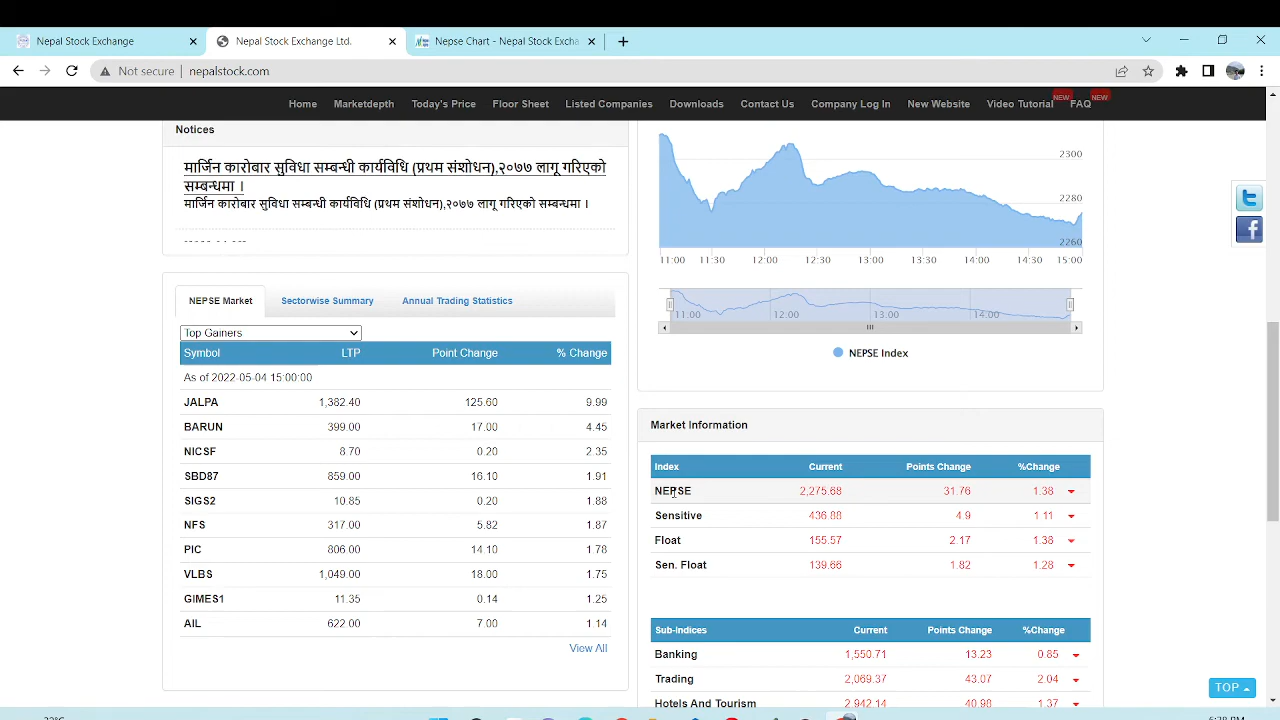 Nepal Stock Exchange
Nepal Stock Exchange Ltd.
Nepse Chart - Nepal Stock Excha
Not secure | nepalstock.com
Home Marketdepth Today's Price Floor Sheet Listed Companies Downloads Contact Us Company Log In New Website Video Tutorial NEW FAQ NEW
Notices
मार्जिन कारोबार सुविधा सम्बन्धी कार्यविधि (प्रथम संशोधन),२०७७ लागू गरिएको
सम्बन्धमा ।
मार्जिन कारोबार सुविधा सम्बन्धी कार्यविधि (प्रथम संशोधन),२०७७ लागू गरिएको सम्बन्धमा ।
NEPSE Market Sectorwise Summary Annual Trading Statistics
Top Gainers
Symbol LTP Point Change % Change
As of 2022-05-04 15:00:00
JALPA 1,382.40 125.60 9.99
BARUN 399.00 17.00 4.45
NICSF 8.70 0.20 2.35
SBD87 859.00 16.10 1.91
SIGS2 10.85 0.20 1.88
NFS 317.00 5.82 1.87
PIC 806.00 14.10 1.78
VLBS 1,049.00 18.00 1.75
GIMES1 11.35 0.14 1.25
AIL 622.00 7.00 1.14
View All
2300
2280
2260
11:00 11:30 12:00 12:30 13:00 13:30 14:00 14:30 15:00
11:00 12:00 13:00 14:00
NEPSE Index
Market Information
Index Current Points Change %Change
NEPSE 2,275.68 31.76 1.38
Sensitive 436.88 4.9 1.11
Float 155.57 2.17 1.38
Sen. Float 139.66 1.82 1.28
Sub-Indices Current Points Change %Change
Banking 1,550.71 13.23 0.85
Trading 2,069.37 43.07 2.04
Hotels And Tourism 2,942.14 40.98 1.37
TOP